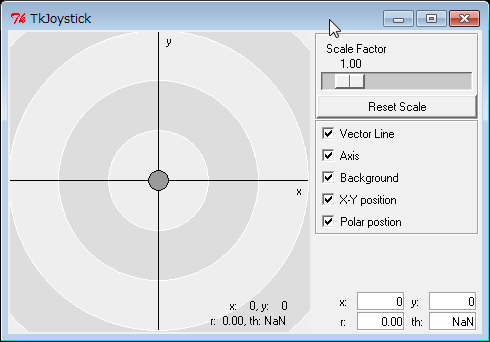 TkJoystick
y
x
x: 0, y: 0
r: 0.00, th: NaN
Scale Factor
1.00
Reset Scale
Vector Line
Axis
Background
X-Y position
Polar postion
x: 0 y: 0
r: 0.00 th: NaN